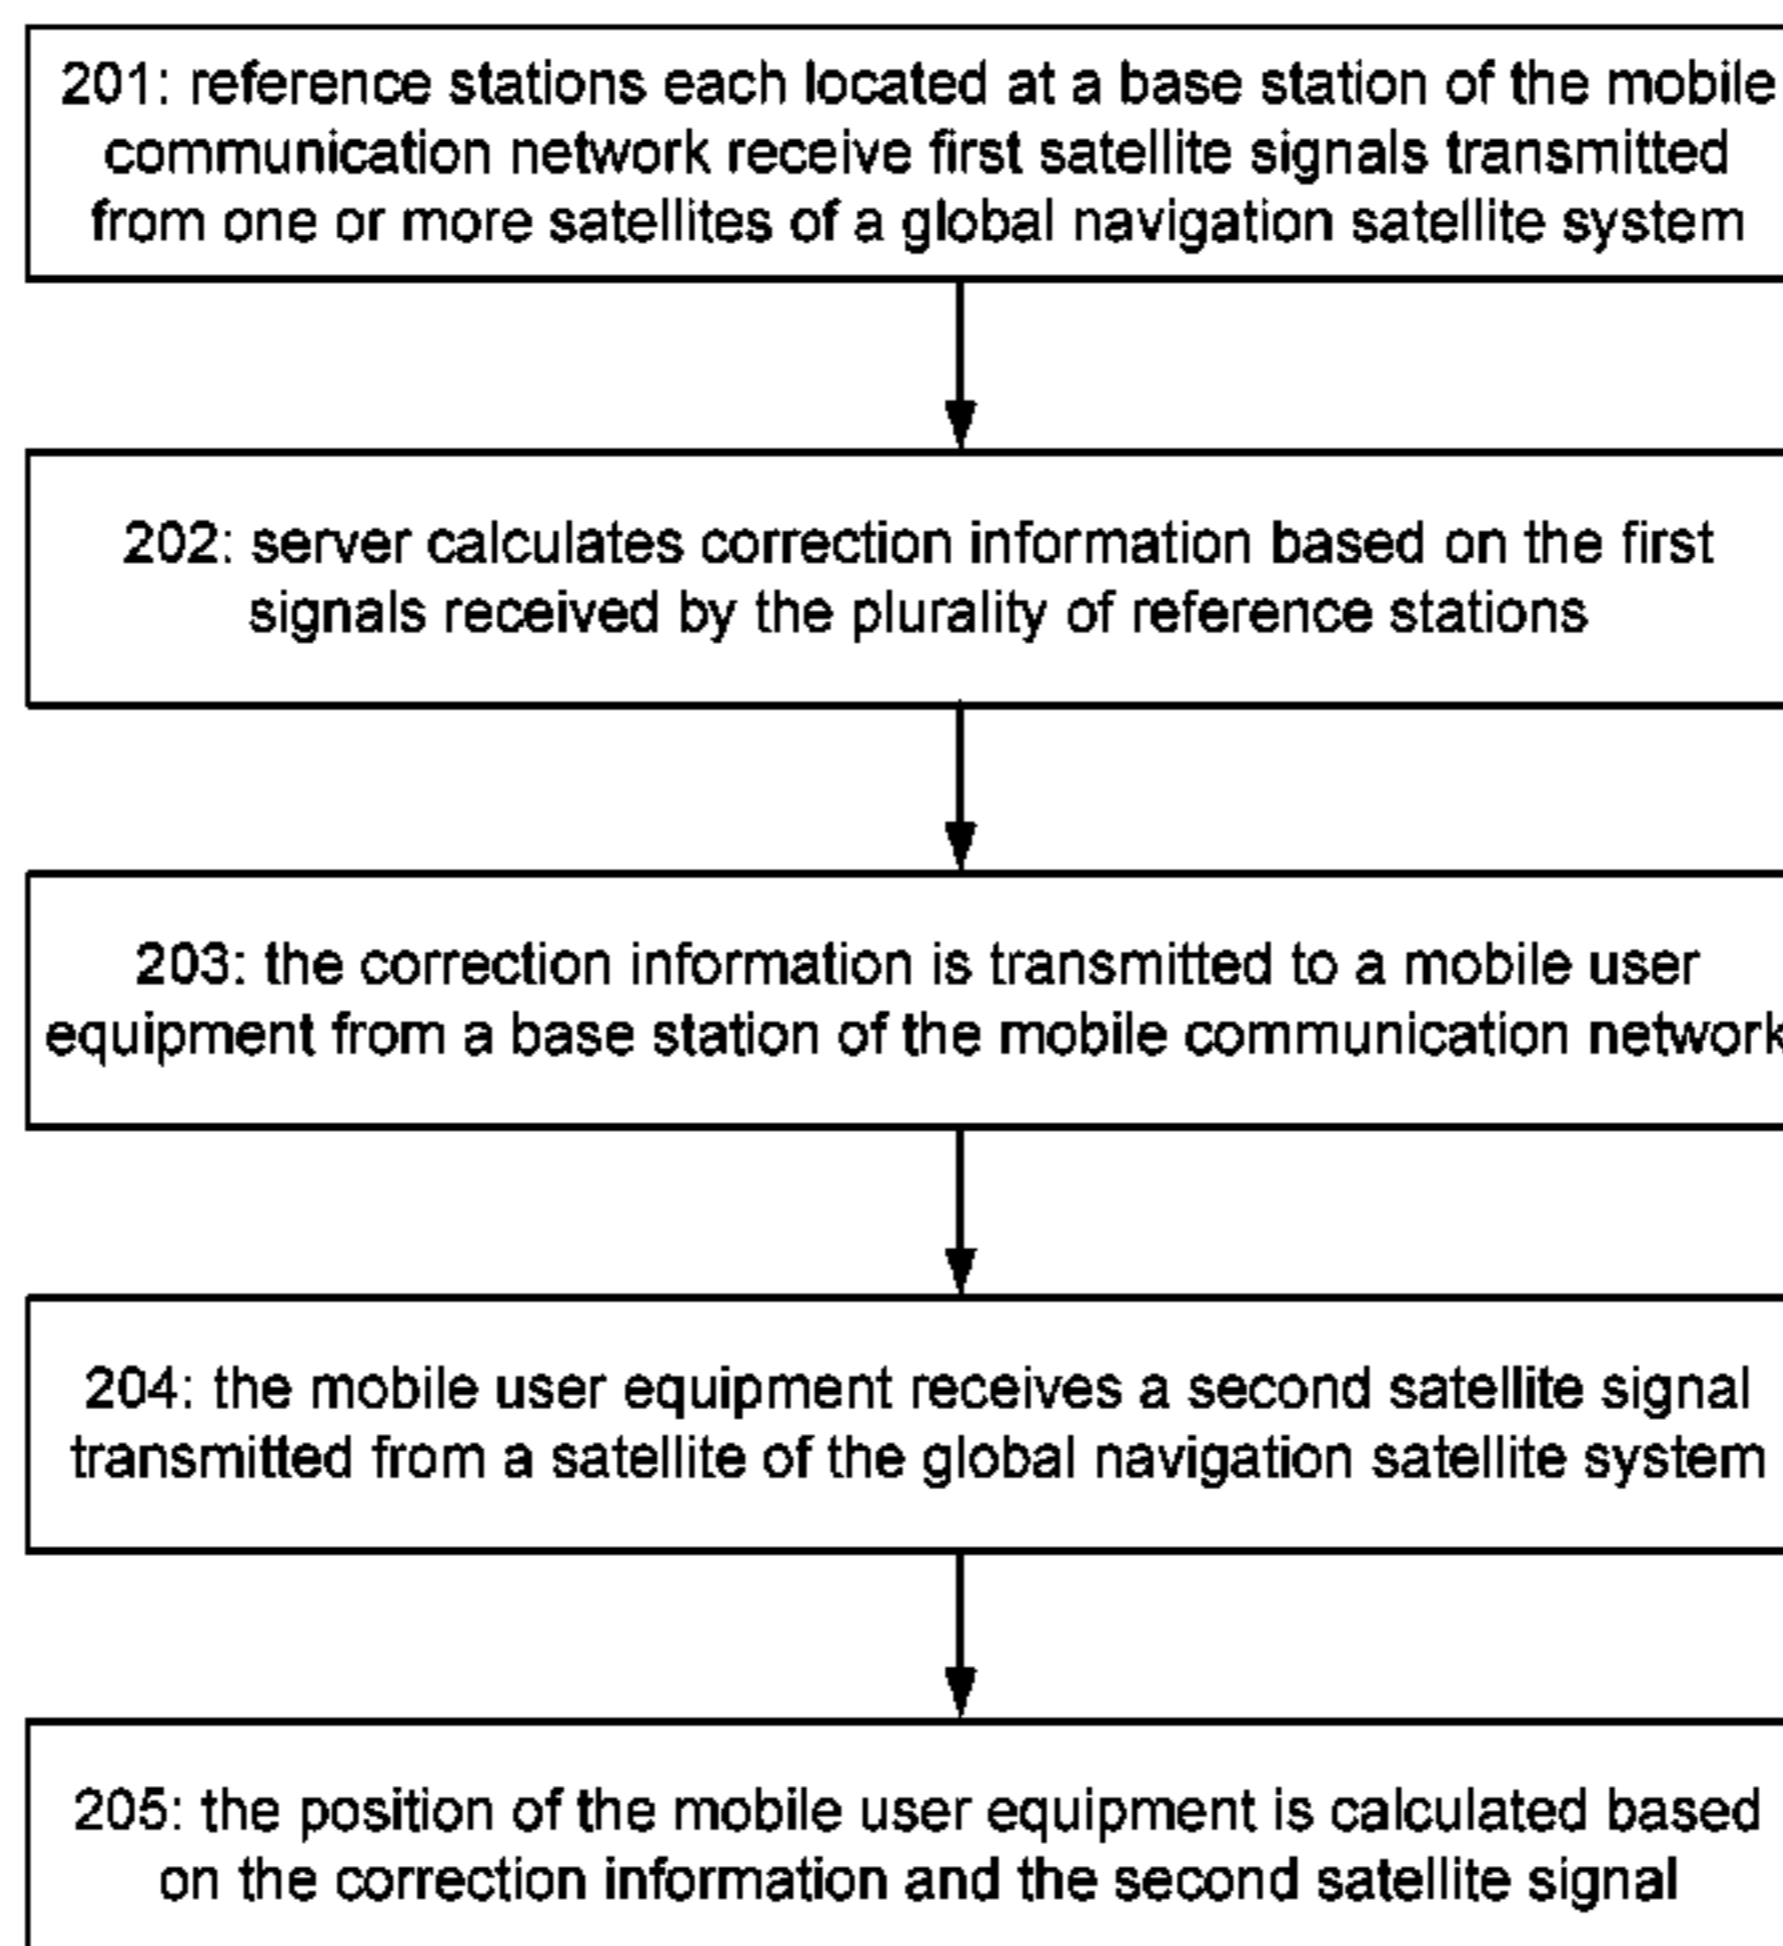 201: reference stations each located at a base station of the mobile
communication network receive first satellite signals transmitted
from one or more satellites of a global navigation satellite system
202: server calculates correction information based on the first
signals received by the plurality of reference stations
203: the correction information is transmitted to a mobile user
equipment from a base station of the mobile communication network
204: the mobile user equipment receives a second satellite signal
transmitted from a satellite of the global navigation satellite system
205: the position of the mobile user equipment is calculated based
on the correction information and the second satellite signal